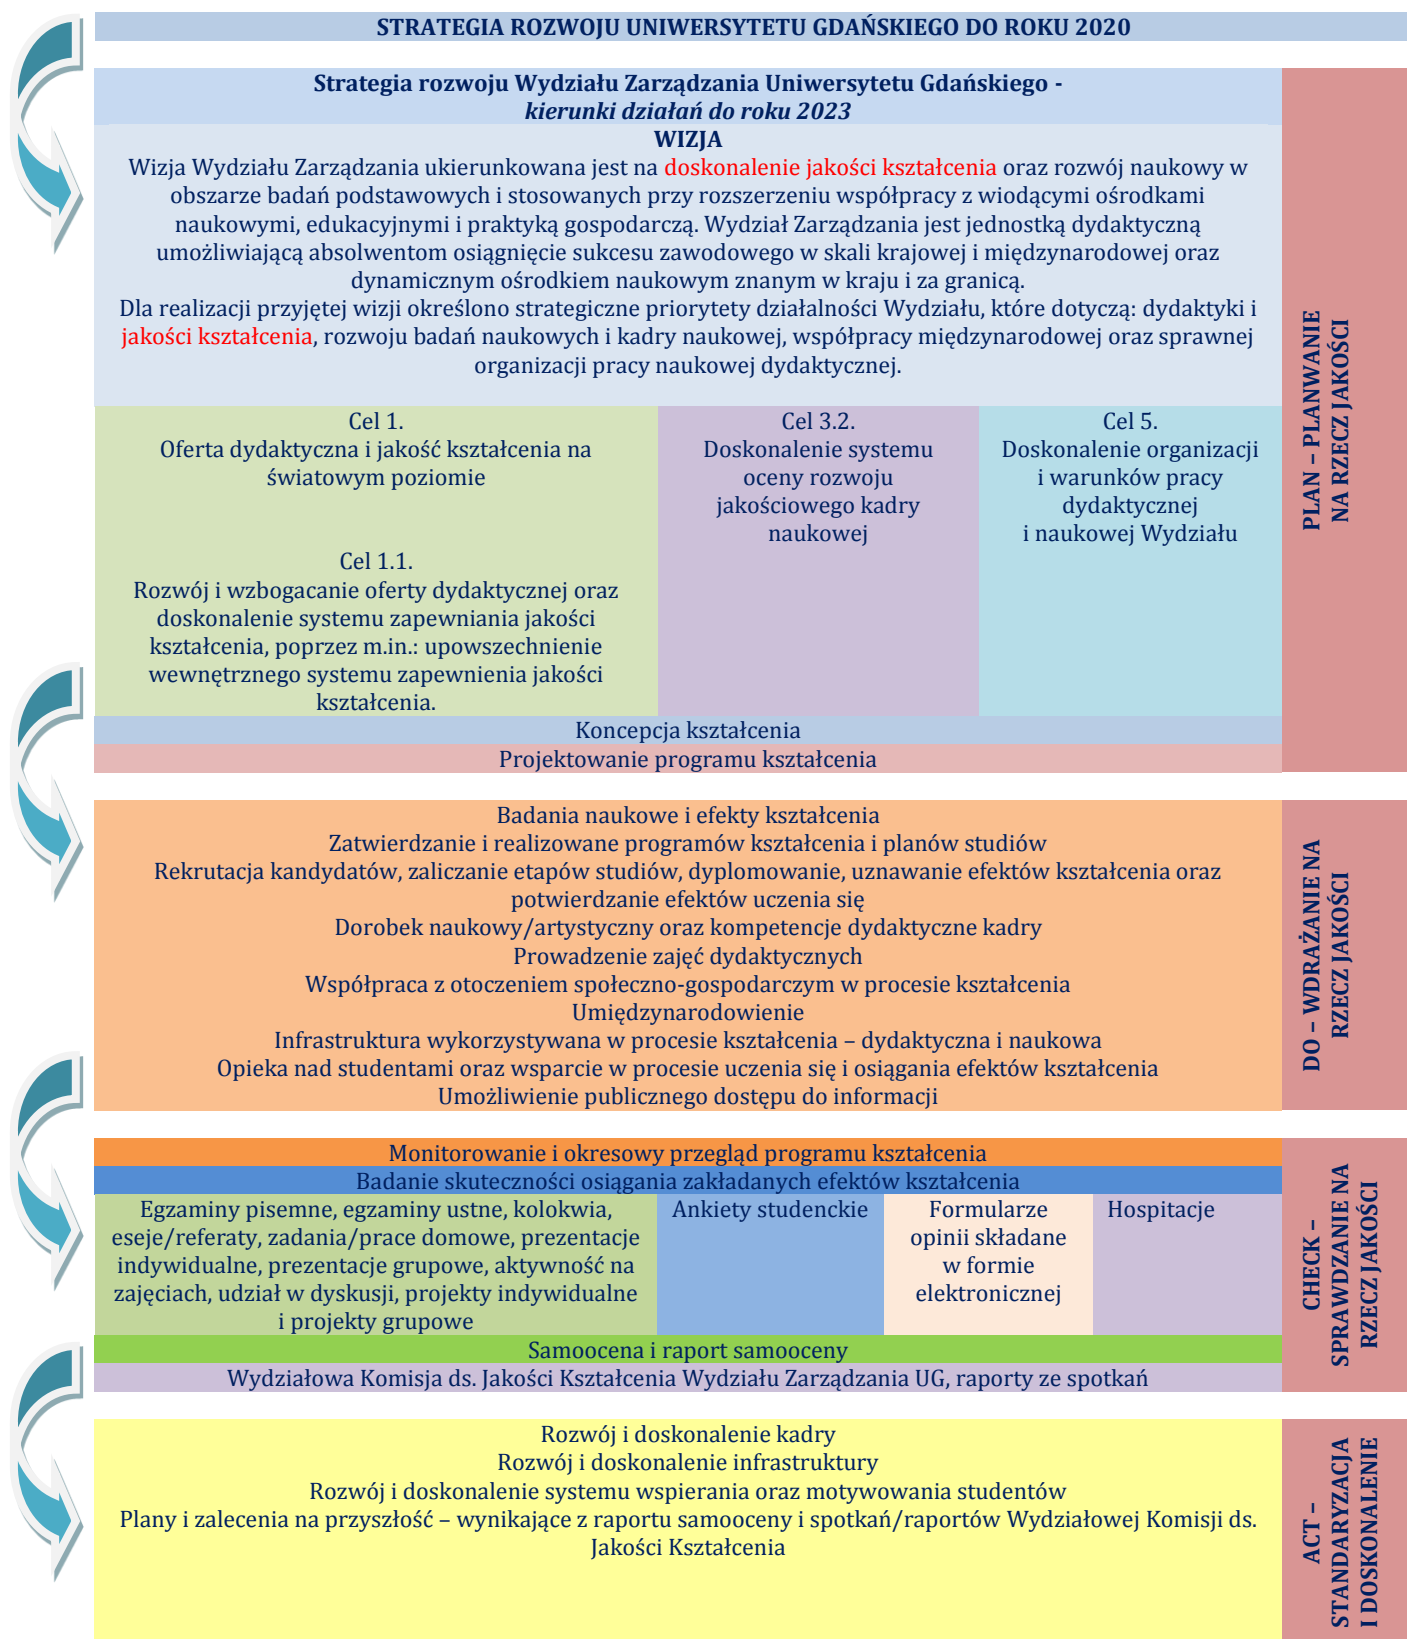 STRATEGIA ROZWOJU UNIWERSYTETU GDAŃSKIEGO DO ROKU 2020
Strategia rozwoju Wydziału Zarządzania Uniwersytetu Gdańskiego -
kierunki działań do roku 2023
WIZJA
Wizja Wydziału Zarządzania ukierunkowana jest na doskonalenie jakości kształcenia oraz rozwój naukowy w
obszarze badań podstawowych i stosowanych przy rozszerzeniu współpracy z wiodącymi ośrodkami
naukowymi, edukacyjnymi i praktyką gospodarczą. Wydział Zarządzania jest jednostką dydaktyczną
umożliwiającą absolwentom osiągnięcie sukcesu zawodowego w skali krajowej i międzynarodowej oraz
dynamicznym ośrodkiem naukowym znanym w kraju i za granicą.
Dla realizacji przyjętej wizji określono strategiczne priorytety działalności Wydziału, które dotyczą: dydaktyki i
jakości kształcenia, rozwoju badań naukowych i kadry naukowej, współpracy międzynarodowej oraz sprawnej
organizacji pracy naukowej dydaktycznej.
Cel 1.
Oferta dydaktyczna i jakość kształcenia na
światowym poziomie
Cel 1.1.
Rozwój i wzbogacanie oferty dydaktycznej oraz
doskonalenie systemu zapewniania jakości
kształcenia, poprzez m.in.: upowszechnienie
wewnętrznego systemu zapewnienia jakości
kształcenia.
Cel 3.2.
Doskonalenie systemu
oceny rozwoju
jakościowego kadry
naukowej
Cel 5.
Doskonalenie organizacji
i warunków pracy
dydaktycznej
i naukowej Wydziału
Koncepcja kształcenia
Projektowanie programu kształcenia
PLAN – PLANWANIE
NA RZECZ JAKOŚCI
Badania naukowe i efekty kształcenia
Zatwierdzanie i realizowane programów kształcenia i planów studiów
Rekrutacja kandydatów, zaliczanie etapów studiów, dyplomowanie, uznawanie efektów kształcenia oraz
potwierdzanie efektów uczenia się
Dorobek naukowy/artystyczny oraz kompetencje dydaktyczne kadry
Prowadzenie zajęć dydaktycznych
Współpraca z otoczeniem społeczno-gospodarczym w procesie kształcenia
Umiędzynarodowienie
Infrastruktura wykorzystywana w procesie kształcenia – dydaktyczna i naukowa
Opieka nad studentami oraz wsparcie w procesie uczenia się i osiągania efektów kształcenia
Umożliwienie publicznego dostępu do informacji
DO – WDRAŻANIE NA
RZECZ JAKOŚCI
Monitorowanie i okresowy przegląd programu kształcenia
Badanie skuteczności osiągania zakładanych efektów kształcenia
Egzaminy pisemne, egzaminy ustne, kolokwia,
eseje/referaty, zadania/prace domowe, prezentacje
indywidualne, prezentacje grupowe, aktywność na
zajęciach, udział w dyskusji, projekty indywidualne
i projekty grupowe
Ankiety studenckie
Formularze
opinii składane
w formie
elektronicznej
Hospitacje
Samoocena i raport samooceny
Wydziałowa Komisja ds. Jakości Kształcenia Wydziału Zarządzania UG, raporty ze spotkań
CHECK –
SPRAWDZANIE NA
RZECZ JAKOŚCI
Rozwój i doskonalenie kadry
Rozwój i doskonalenie infrastruktury
Rozwój i doskonalenie systemu wspierania oraz motywowania studentów
Plany i zalecenia na przyszłość – wynikające z raportu samooceny i spotkań/raportów Wydziałowej Komisji ds.
Jakości Kształcenia
ACT –
STANDARYZACJA
I DOSKONALENIE